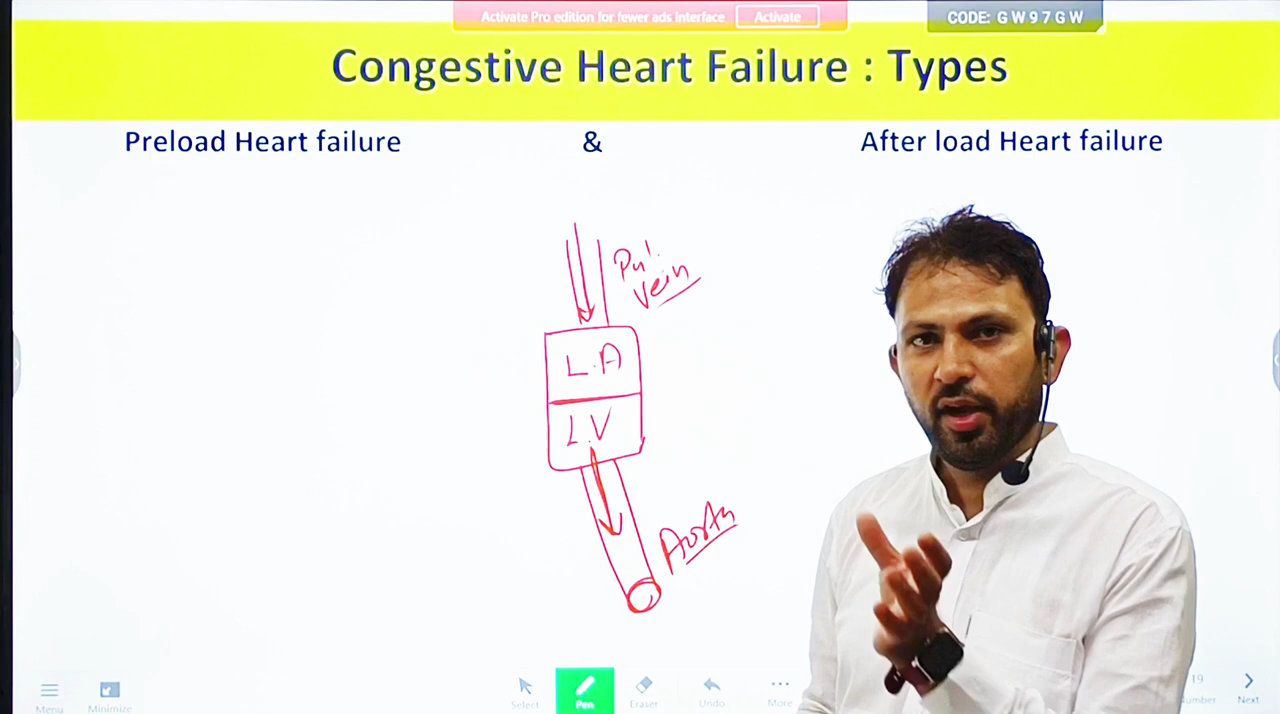 Activate Pro edition for fewer ads interface
Activate
CODE: G W 9 7 G W
Congestive Heart Failure : Types
Preload Heart failure & After load Heart failure
Pul.
vein
L.A
L.V
Aorta
19
Menu
Minimize
Select
Pen
Eraser
Undo
More
Number
Next